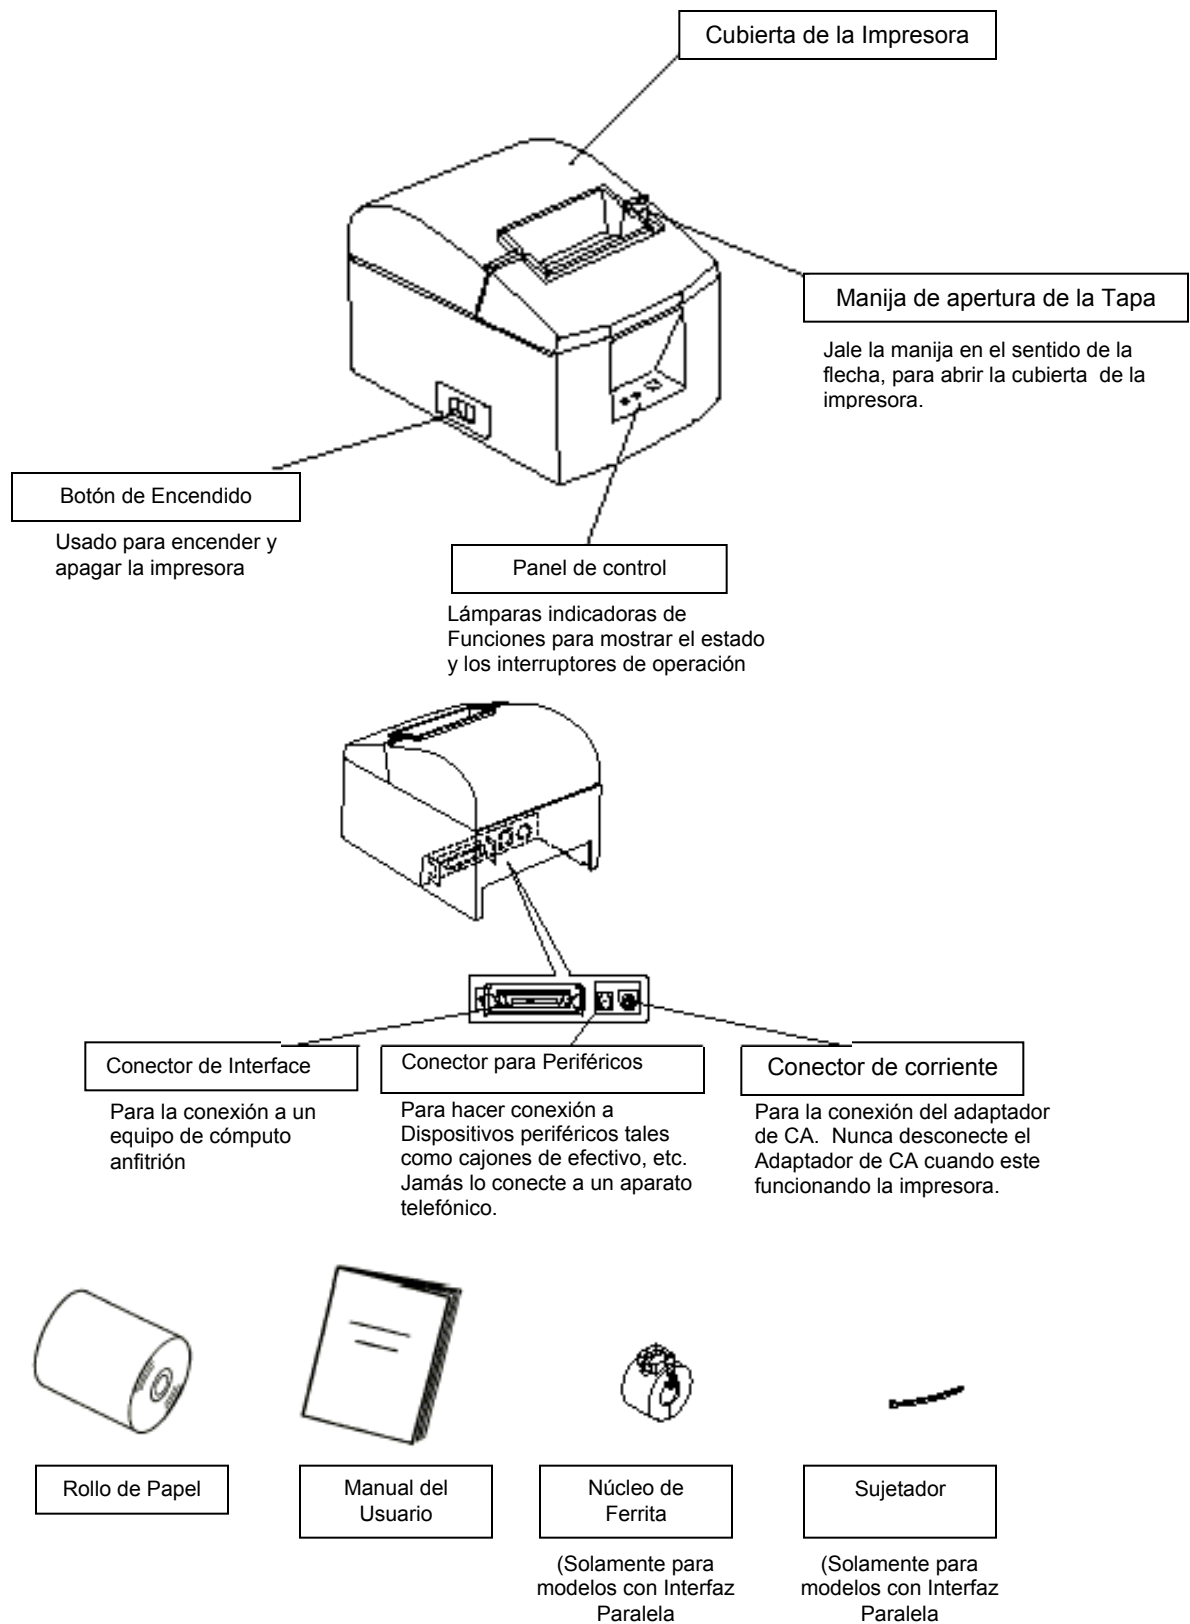 Cubierta de la Impresora
Manija de apertura de la Tapa
Jale la manija en el sentido de la
flecha, para abrir la cubierta  de la
impresora.
Botón de Encendido
Usado para encender y
apagar la impresora
Panel de control
Lámparas indicadoras de
Funciones para mostrar el estado
y los interruptores de operación
Conector de Interface
Para la conexión a un
equipo de cómputo
anfitrión
Conector para Periféricos
Para hacer conexión a
Dispositivos periféricos tales
como cajones de efectivo, etc.
Jamás lo conecte a un aparato
telefónico.
Conector de corriente
Para la conexión del adaptador
de CA.  Nunca desconecte el
Adaptador de CA cuando este
funcionando la impresora.
Rollo de Papel
Manual del
Usuario
Núcleo de
Ferrita
(Solamente para
modelos con Interfaz
Paralela
Sujetador
(Solamente para
modelos con Interfaz
Paralela